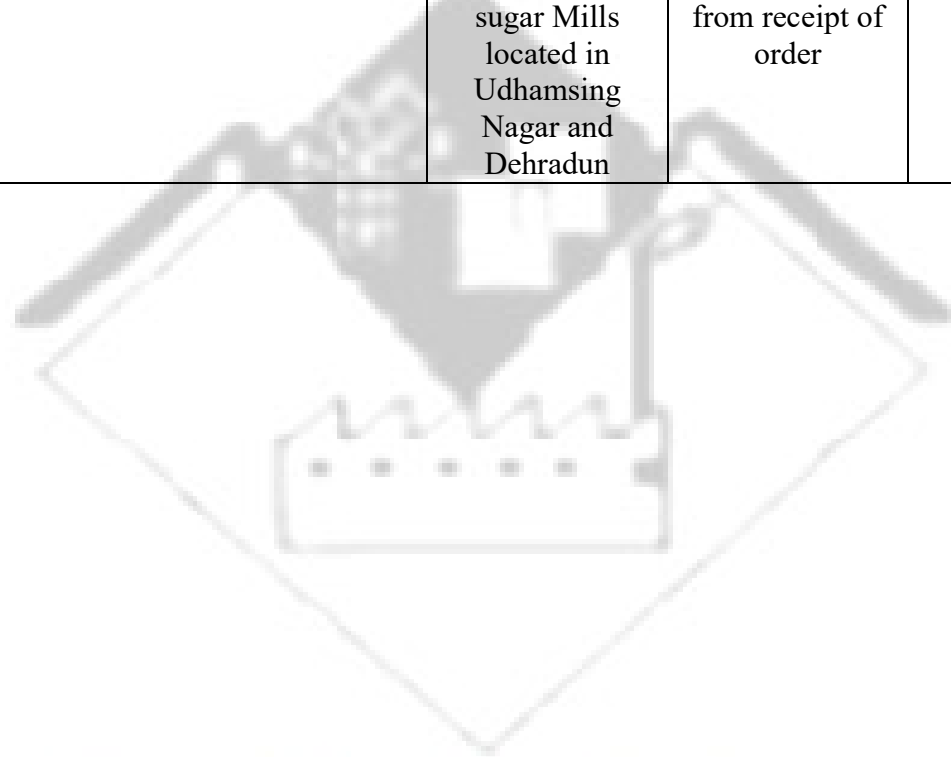 sugar Mills
located in
Udhamsing
Nagar and
Dehradun
from receipt of
order